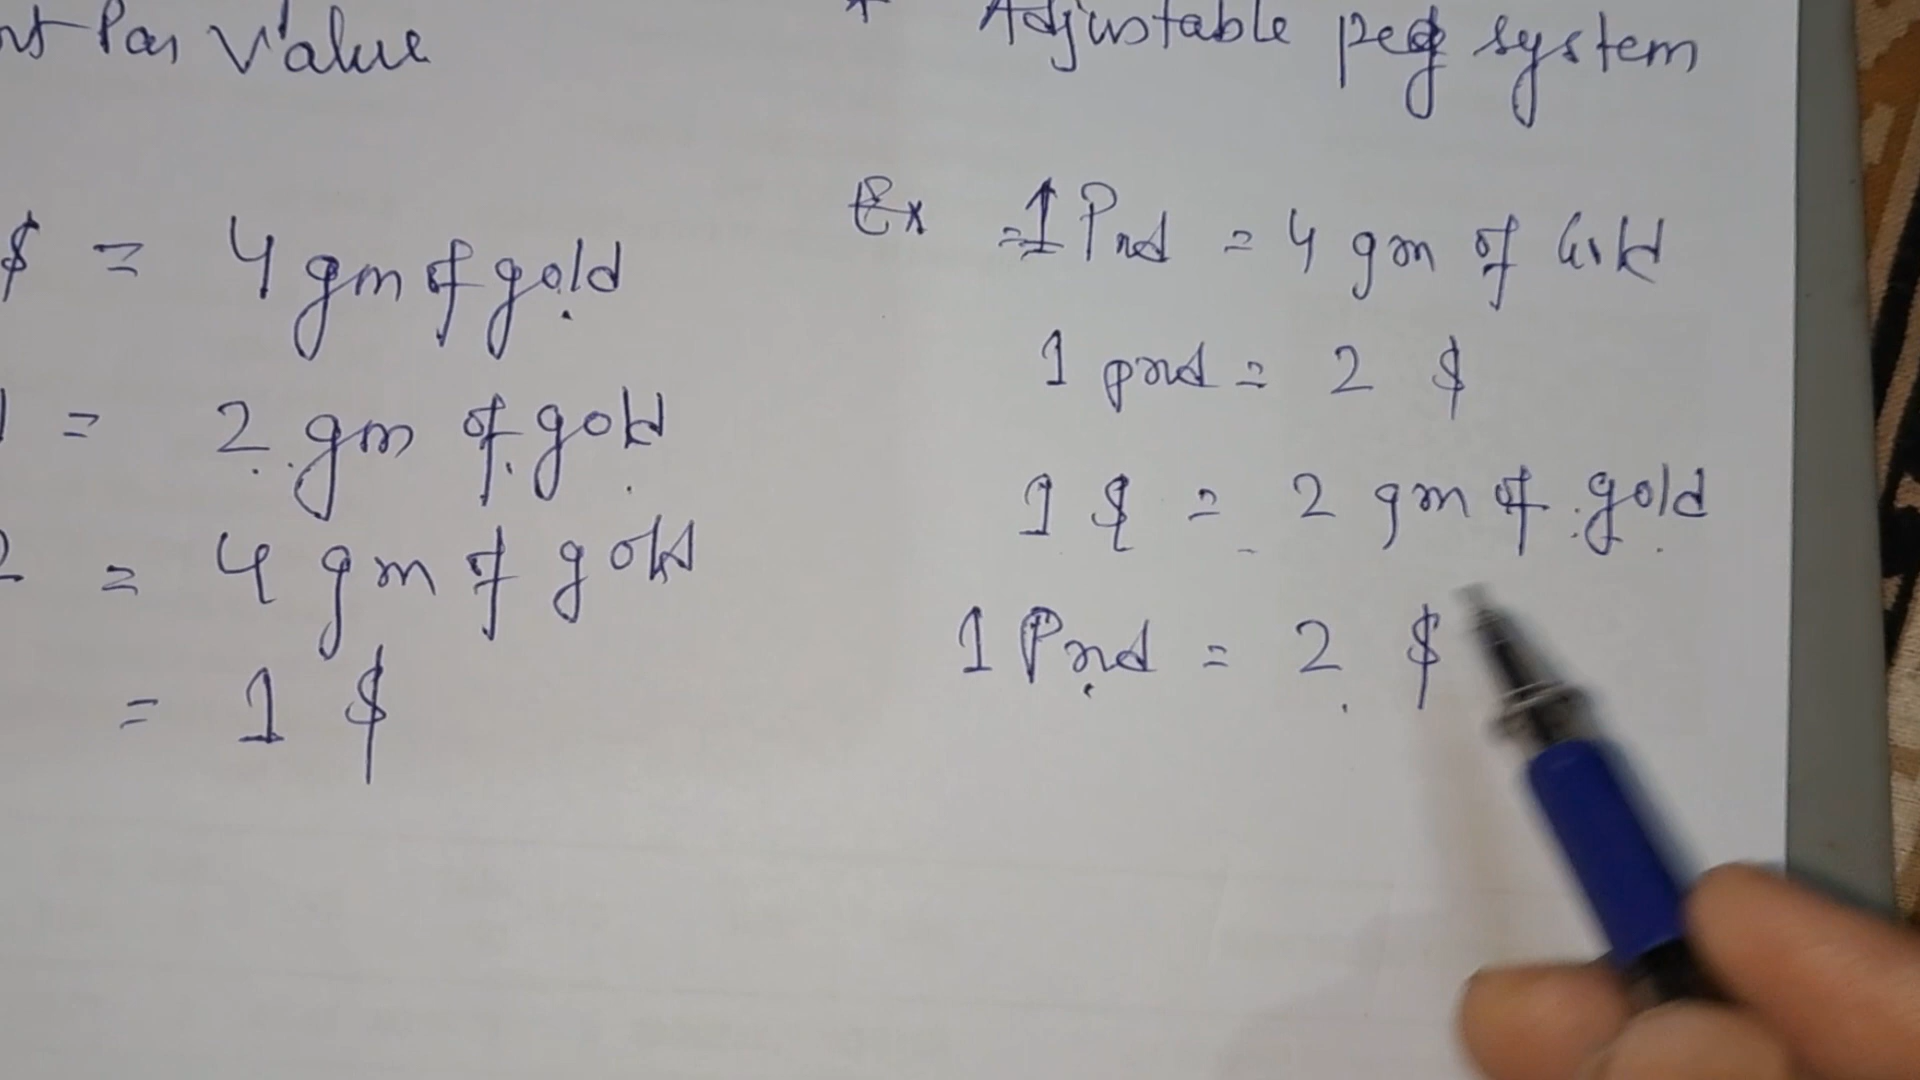 Par Value
$ = 4 gm of gold
= 2 gm of gold
2 = 4 gm of gold
= 1 $
* Adjustable peg system
Ex = 1 Pnd = 4 gm of Gold
1 pnd = 2 $
1 $ = 2 gm of gold
1 Pnd = 2 $